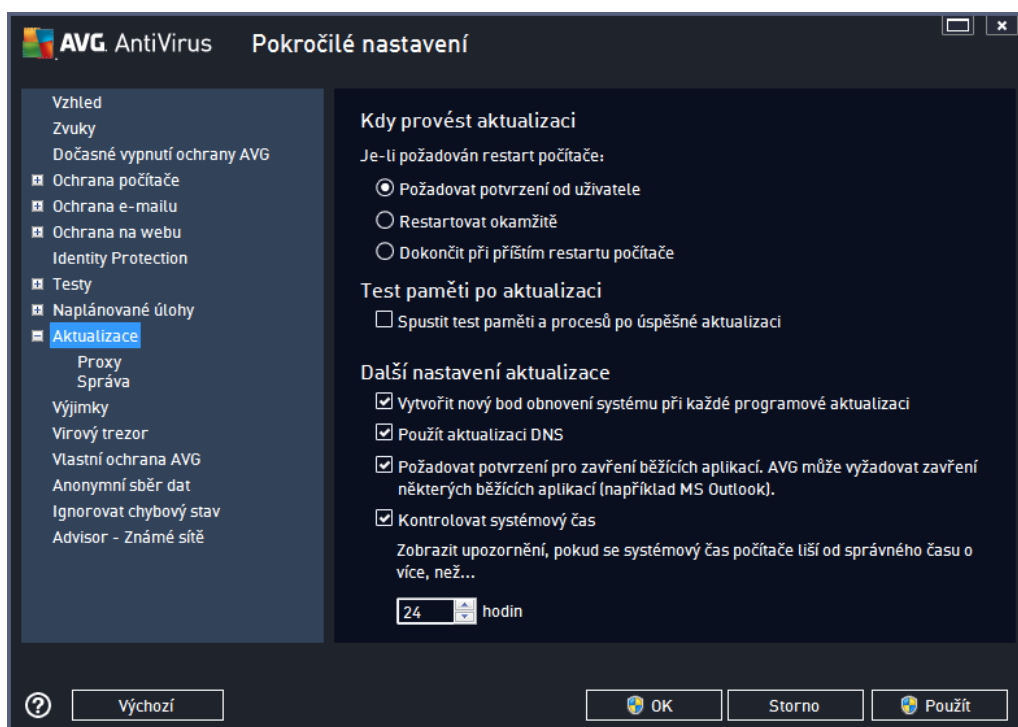 AVG. AntiVirus Pokročilé nastavení
Vzhled
Zvuky
Dočasné vypnutí ochrany AVG
Ochrana počítače
Ochrana e-mailu
Ochrana na webu
Identity Protection
Testy
Naplánované úlohy
Aktualizace
Proxy
Správa
Výjimky
Virový trezor
Vlastní ochrana AVG
Anonymní sběr dat
Ignorovat chybový stav
Advisor - Známé sítě
Kdy provést aktualizaci
Je-li požadován restart počítače:
Požadovat potvrzení od uživatele
Restartovat okamžitě
Dokončit při příštím restartu počítače
Test paměti po aktualizaci
Spustit test paměti a procesů po úspěšné aktualizaci
Další nastavení aktualizace
Vytvořit nový bod obnovení systému při každé programové aktualizaci
Použít aktualizaci DNS
Požadovat potvrzení pro zavření běžících aplikací. AVG může vyžadovat zavření
některých běžících aplikací (například MS Outlook).
Kontrolovat systémový čas
Zobrazit upozornění, pokud se systémový čas počítače liší od správného času o
více, než...
24 hodin
Výchozí
OK
Storno
Použít